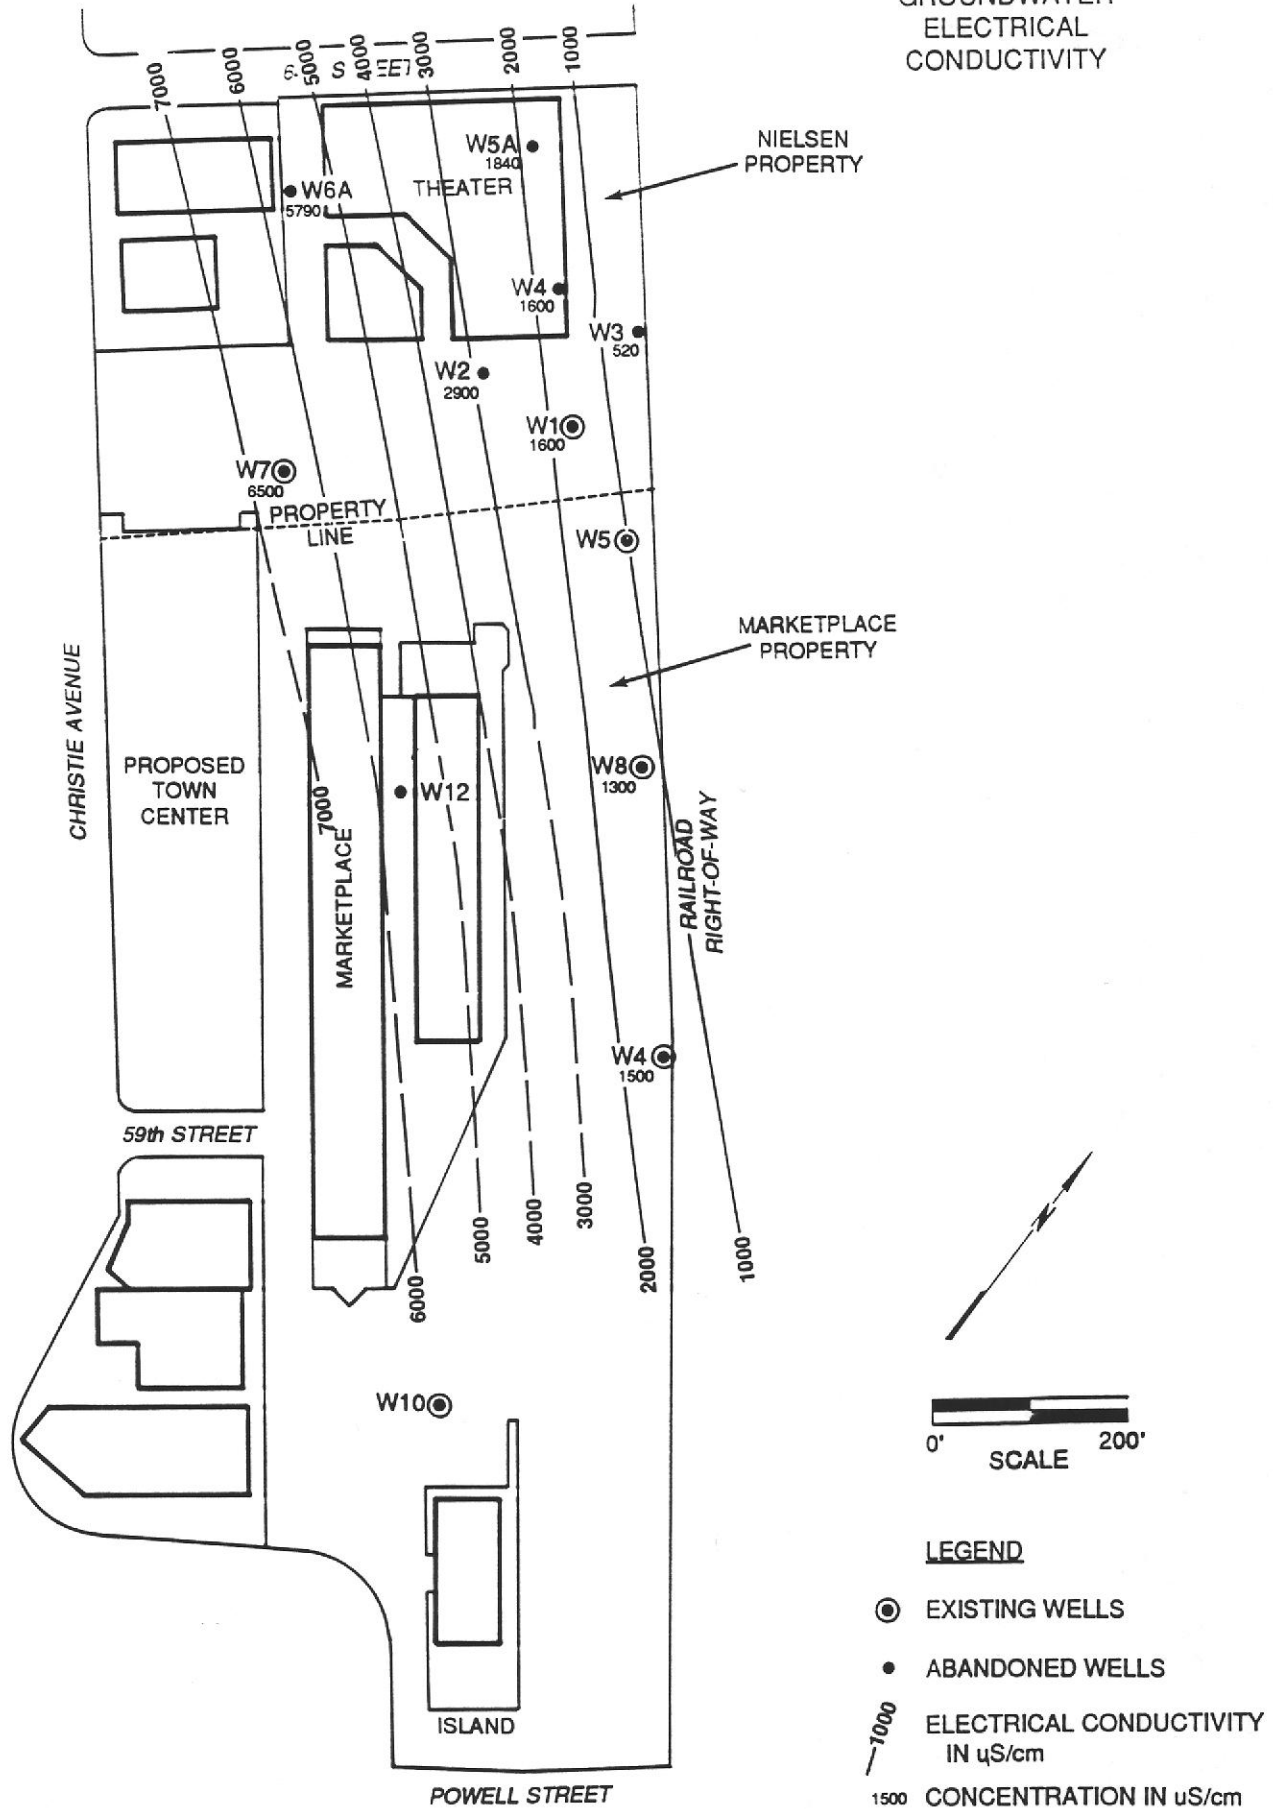 GROUNDWATER
ELECTRICAL
CONDUCTIVITY
7000
6000
5000
4000
3000
2000
1000
STREET
W5A
1840
THEATER
W6A
5790
NIELSEN
PROPERTY
W4
1600
W3
520
W2
2900
W1
1600
W7
6500
PROPERTY
LINE
W5
MARKETPLACE
PROPERTY
CHRISTIE AVENUE
PROPOSED
TOWN
CENTER
7000
MARKETPLACE
W12
W8
1300
RAILROAD
RIGHT-OF-WAY
W4
1500
59th STREET
6000
5000
4000
3000
2000
1000
N
W10
0'
200'
SCALE
ISLAND
POWELL STREET
LEGEND
EXISTING WELLS
ABANDONED WELLS
1000
ELECTRICAL CONDUCTIVITY
IN ųS/cm
1500 CONCENTRATION IN uS/cm